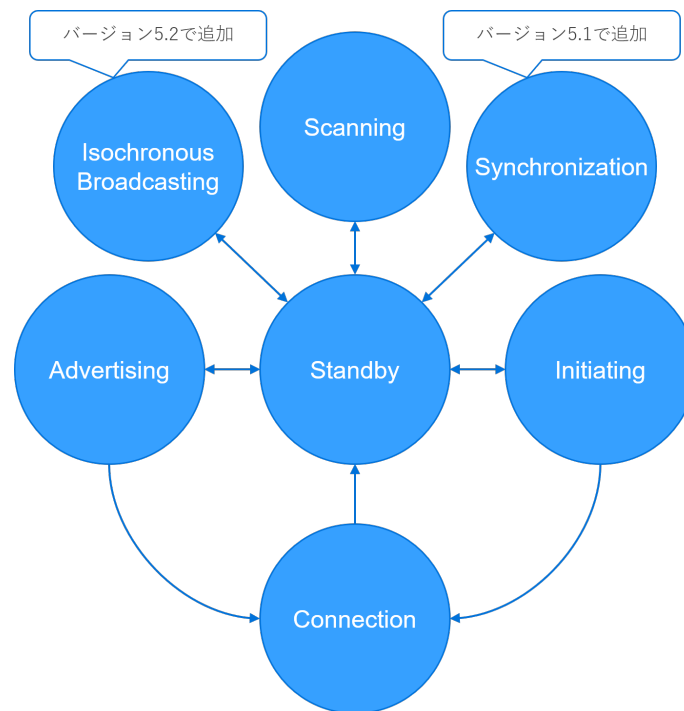 バージョン5.2で追加
バージョン5.1で追加
Isochronous
Broadcasting
Scanning
Synchronization
Advertising
Standby
Initiating
Connection